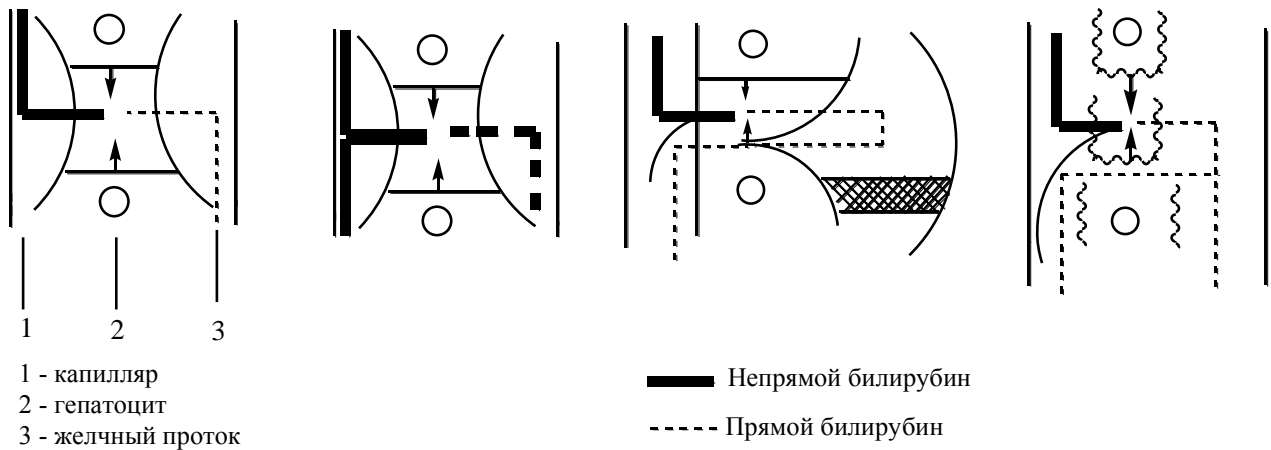 1 2 3
1 - капилляр
2 - гепатоцит
3 - желчный проток
Непрямой билирубин
Прямой билирубин